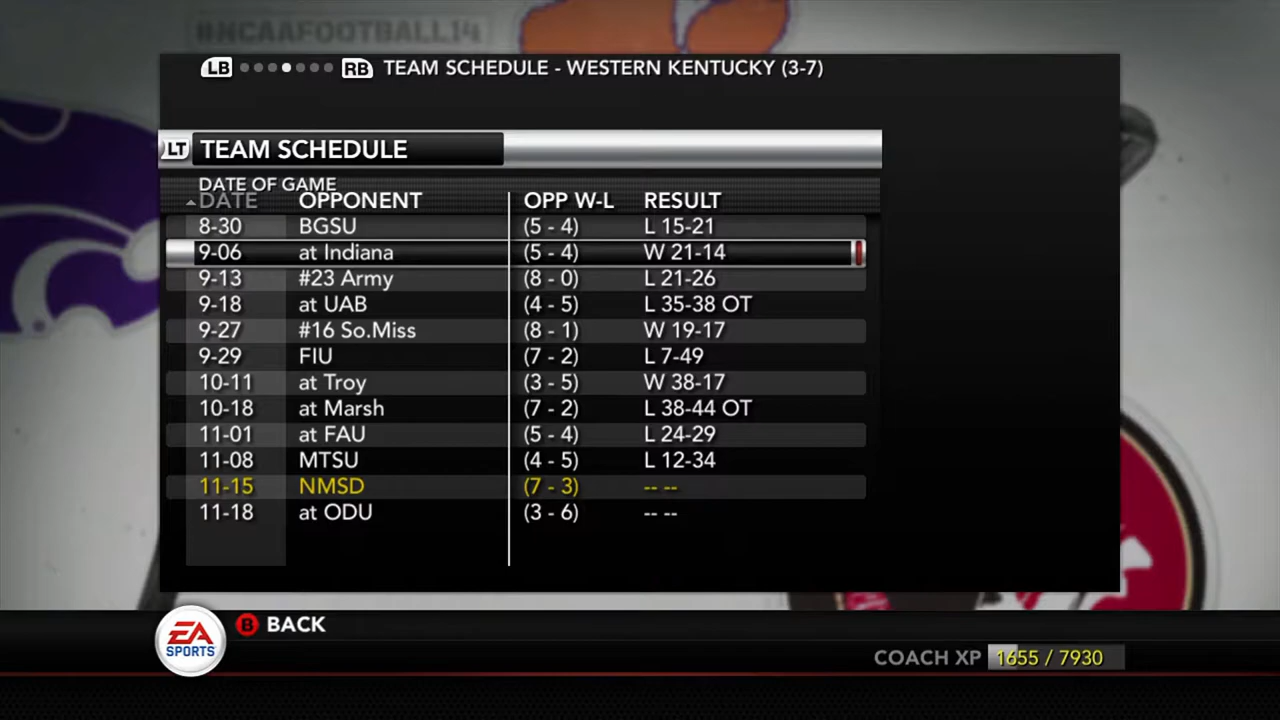 #NCAAFOOTBALL14
LB RB TEAM SCHEDULE - WESTERN KENTUCKY (3-7)
LT TEAM SCHEDULE
DATE OF GAME
DATE OPPONENT OPP W-L RESULT
8-30 BGSU (5 - 4) L 15-21
9-06 at Indiana (5 - 4) W 21-14
9-13 #23 Army (8 - 0) L 21-26
9-18 at UAB (4 - 5) L 35-38 OT
9-27 #16 So.Miss (8 - 1) W 19-17
9-29 FIU (7 - 2) L 7-49
10-11 at Troy (3 - 5) W 38-17
10-18 at Marsh (7 - 2) L 38-44 OT
11-01 at FAU (5 - 4) L 24-29
11-08 MTSU (4 - 5) L 12-34
11-15 NMSD (7 - 3) -- --
11-18 at ODU (3 - 6) -- --
EA SPORTS
B BACK
COACH XP 1655 / 7930